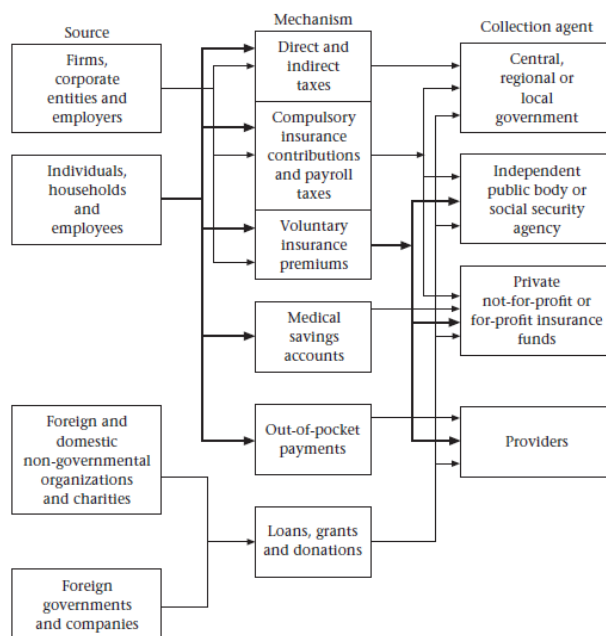 Source
Firms,
corporate
entities and
employers
Individuals,
households
and
employees
Foreign and
domestic
non-governmental
organizations
and charities
Foreign
governments
and companies
Mechanism
Direct and
indirect
taxes
Compulsory
insurance
contributions
and payroll
taxes
Voluntary
insurance
premiums
Medical
savings
accounts
Out-of-pocket
payments
Loans, grants
and donations
Collection agent
Central,
regional or
local
government
Independent
public body or
social security
agency
Private
not-for-profit or
for-profit insurance
funds
Providers